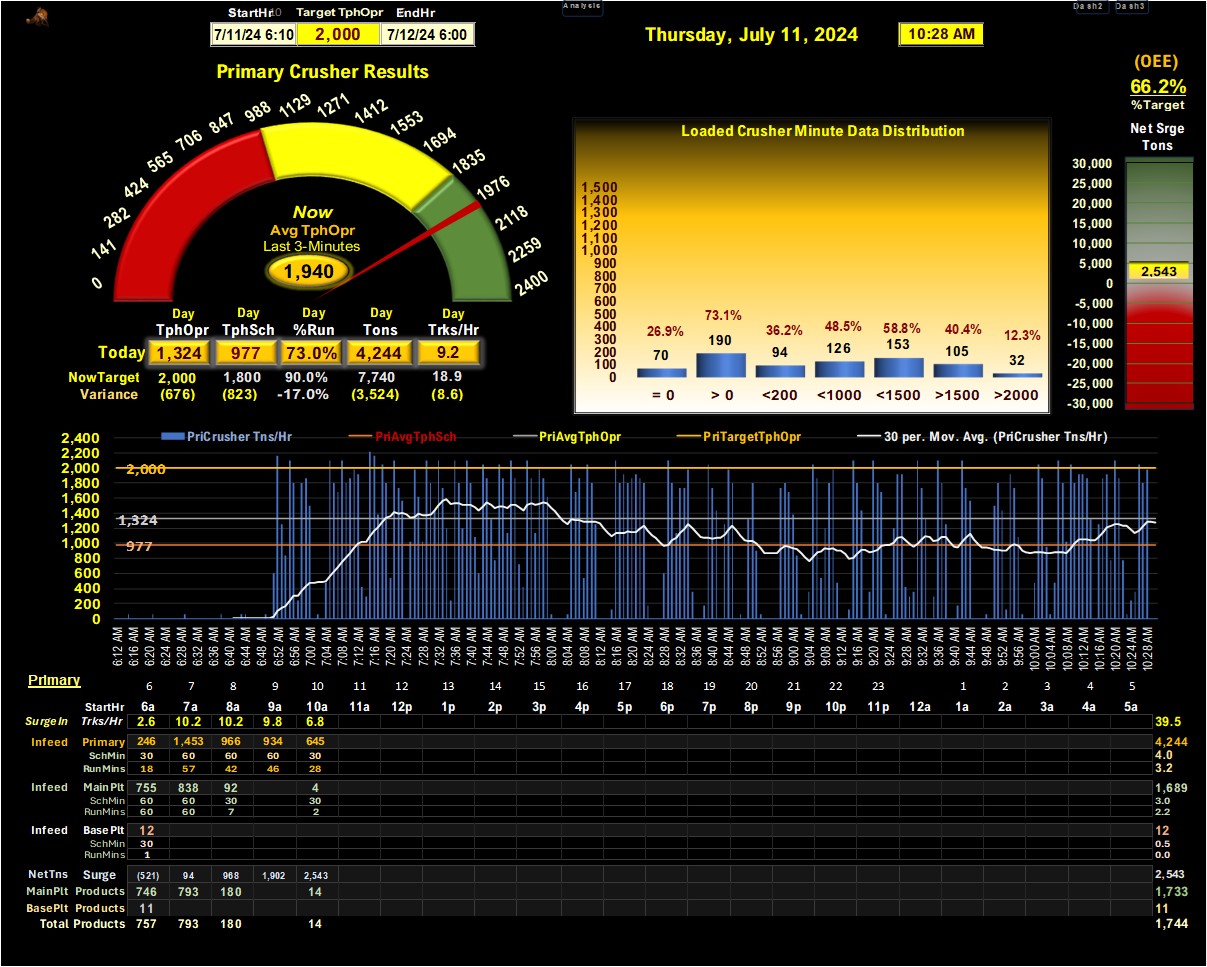 Analysis
Dash2 Dash3
StartHr Target TphOpr EndHr
7/11/24 6:10 2,000 7/12/24 6:00
Thursday, July 11, 2024 10:28 AM
(OEE)
66.2%
%Target
Primary Crusher Results
0 141 282 424 565 706 847 988 1129 1271 1412 1553 1694 1835 1976 2118 2259 2400
Now
Avg TphOpr
Last 3-Minutes
1,940
Day Day Day Day Day
TphOpr TphSch %Run Tons Trks/Hr
Today 1,324 977 73.0% 4,244 9.2
NowTarget 2,000 1,800 90.0% 7,740 18.9
Variance (676) (823) -17.0% (3,524) (8.6)
Loaded Crusher Minute Data Distribution
1,500
1,400
1,300
1,200
1,100
1,000
900
800
700
600
500
400
300
200
100
0
26.9% 73.1% 36.2% 48.5% 58.8% 40.4% 12.3%
70 190 94 126 153 105 32
= 0 > 0 <200 <1000 <1500 >1500 >2000
Net Srge
Tons
30,000
25,000
20,000
15,000
10,000
5,000
0
-5,000
-10,000
-15,000
-20,000
-25,000
-30,000
2,543
PriCrusher Tns/Hr PriAvgTphSch PriAvgTphOpr PriTargetTphOpr 30 per. Mov. Avg. (PriCrusher Tns/Hr)
2,400
2,200
2,000
1,800
1,600
1,400
1,200
1,000
800
600
400
200
0
2,000
1,324
977
6:12 AM 6:16 AM 6:20 AM 6:24 AM 6:28 AM 6:32 AM 6:36 AM 6:40 AM 6:44 AM 6:48 AM 6:52 AM 6:56 AM 7:00 AM 7:04 AM 7:08 AM 7:12 AM 7:16 AM 7:20 AM 7:24 AM 7:28 AM 7:32 AM 7:36 AM 7:40 AM 7:44 AM 7:48 AM 7:52 AM 7:56 AM 8:00 AM 8:04 AM 8:08 AM 8:12 AM 8:16 AM 8:20 AM 8:24 AM 8:28 AM 8:32 AM 8:36 AM 8:40 AM 8:44 AM 8:48 AM 8:52 AM 8:56 AM 9:00 AM 9:04 AM 9:08 AM 9:12 AM 9:16 AM 9:20 AM 9:24 AM 9:28 AM 9:32 AM 9:36 AM 9:40 AM 9:44 AM 9:48 AM 9:52 AM 9:56 AM 10:00 AM 10:04 AM 10:08 AM 10:12 AM 10:16 AM 10:20 AM 10:24 AM 10:28 AM
Primary
6 7 8 9 10 11 12 13 14 15 16 17 18 19 20 21 22 23 1 2 3 4 5
StartHr 6a 7a 8a 9a 10a 11a 12p 1p 2p 3p 4p 5p 6p 7p 8p 9p 10p 11p 12a 1a 2a 3a 4a 5a
SurgeIn Trks/Hr 2.6 10.2 10.2 9.8 6.8 39.5
Infeed Primary 246 1,453 966 934 645 4,244
SchMin 30 60 60 60 30 4.0
RunMins 18 57 42 46 28 3.2
Infeed MainPlt 755 838 92 4 1,689
SchMin 60 60 30 30 3.0
RunMins 60 60 7 2 2.2
Infeed BasePlt 12 12
SchMin 30 0.5
RunMins 1 0.0
NetTns Surge (521) 94 968 1,902 2,543 2,543
MainPlt Products 746 793 180 14 1,733
BasePlt Products 11 11
Total Products 757 793 180 14 1,744